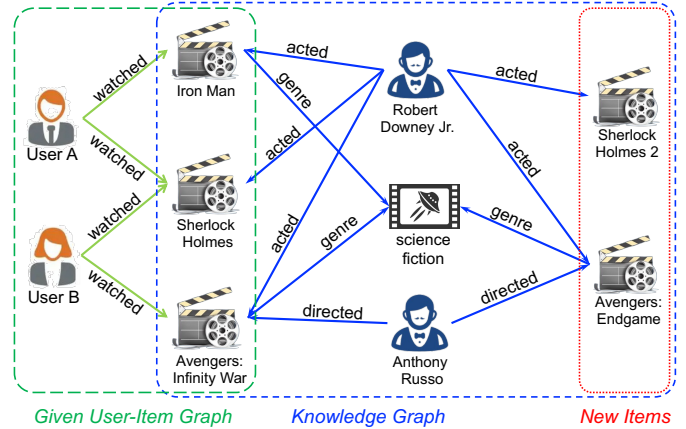 watched
acted
acted
Iron Man
genre
Robert
Downey Jr.
User A
watched
acted
acted
Sherlock
Holmes 2
watched
Sherlock
Holmes
acted
genre
science
fiction
genre
User B
watched
directed
directed
Avengers:
Infinity War
Anthony
Russo
Avengers:
Endgame
Given User-Item Graph
Knowledge Graph
New Items